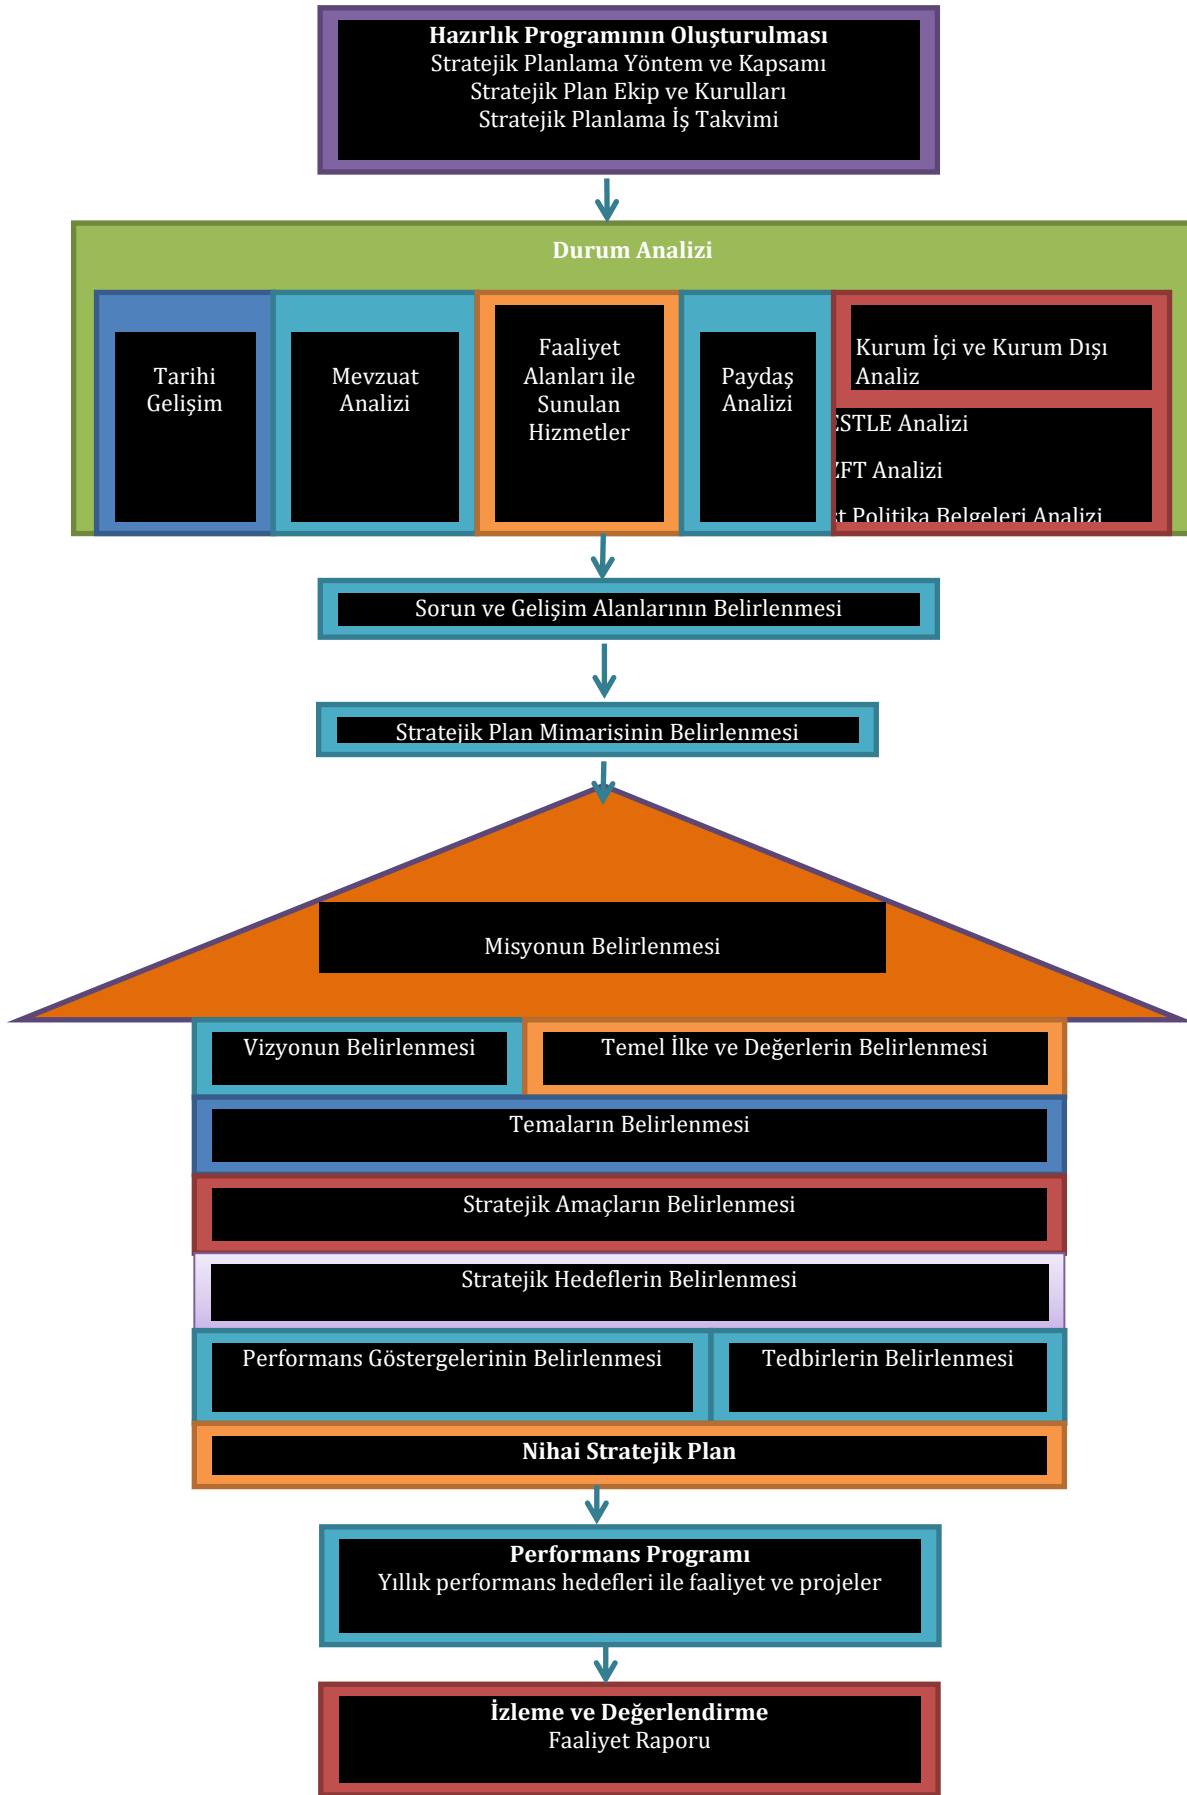 Hazırlık Programının Oluşturulması
Stratejik Planlama Yöntem ve Kapsamı
Stratejik Plan Ekip ve Kurulları
Stratejik Planlama İş Takvimi
Durum Analizi
Tarihi
Gelişim
Mevzuat
Analizi
Faaliyet
Alanları ile
Sunulan
Hizmetler
Paydaş
Analizi
Kurum İçi ve Kurum Dışı
Analiz
Analizi
Analizi
Politika Belgeleri Analizi
Sorun ve Gelişim Alanlarının Belirlenmesi
Stratejik Plan Mimarisinin Belirlenmesi
Misyonun Belirlenmesi
Vizyonun Belirlenmesi
Temel İlke ve Değerlerin Belirlenmesi
Temaların Belirlenmesi
Stratejik Amaçların Belirlenmesi
Stratejik Hedeflerin Belirlenmesi
Performans Göstergelerinin Belirlenmesi
Tedbirlerin Belirlenmesi
Nihai Stratejik Plan
Performans Programı
Yıllık performans hedefleri ile faaliyet ve projeler
İzleme ve Değerlendirme
Faaliyet Raporu